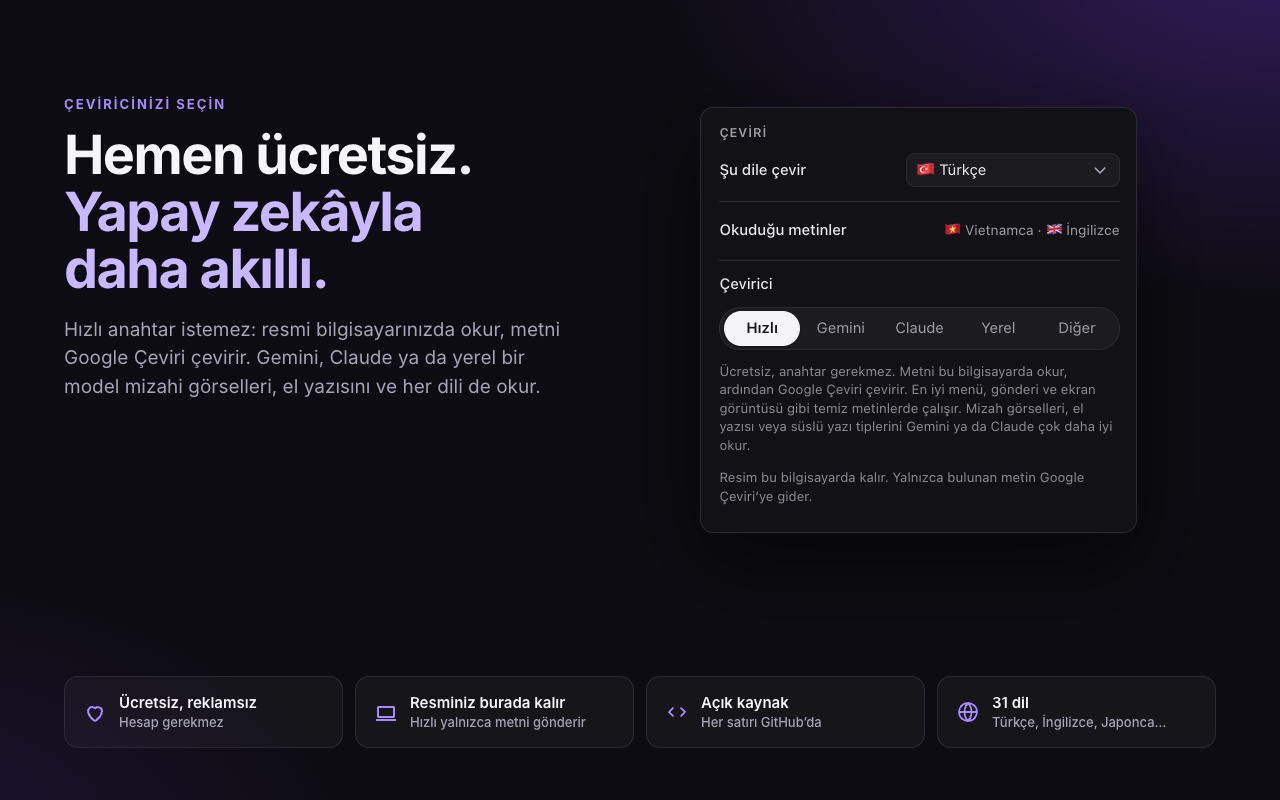 ÇEVİRİCİNİZİ SEÇİN
Hemen ücretsiz.
Yapay zekâyla
daha akıllı.
Hızlı anahtar istemez: resmi bilgisayarınızda okur, metni
Google Çeviri çevirir. Gemini, Claude ya da yerel bir
model mizahi görselleri, el yazısını ve her dili de okur.
ÇEVİRİ
Şu dile çevir
Türkçe
Okuduğu metinler
Vietnamca · İngilizce
Çevirici
Hızlı
Gemini
Claude
Yerel
Diğer
Ücretsiz, anahtar gerekmez. Metni bu bilgisayarda okur,
ardından Google Çeviri çevirir. En iyi menü, gönderi ve ekran
görüntüsü gibi temiz metinlerde çalışır. Mizah görselleri, el
yazısı veya süslü yazı tiplerini Gemini ya da Claude çok daha iyi
okur.
Resim bu bilgisayarda kalır. Yalnızca bulunan metin Google
Çeviri’ye gider.
Ücretsiz, reklamsız
Hesap gerekmez
Resminiz burada kalır
Hızlı yalnızca metni gönderir
Açık kaynak
Her satırı GitHub’da
31 dil
Türkçe, İngilizce, Japonca…